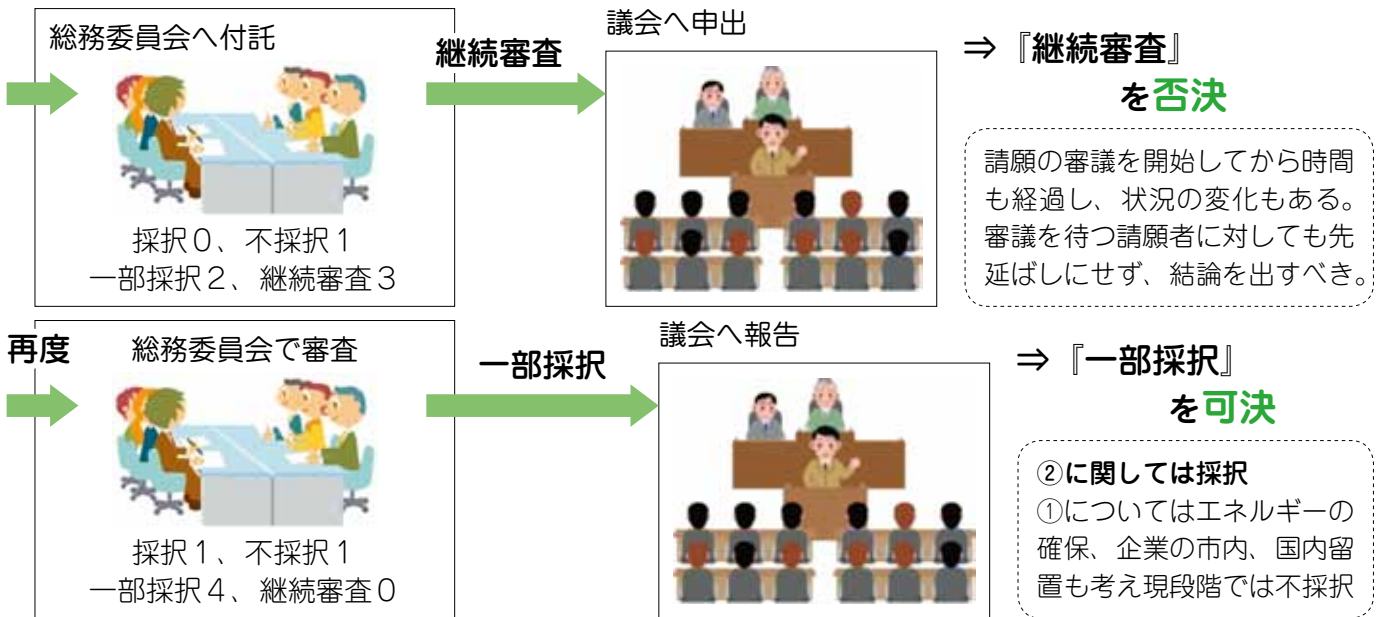 総務委員会へ付託
採択０、不採択１
一部採択２、継続審査３
継続審査
議会へ申出
⇒『継続審査』
を否決
請願の審議を開始してから時間
も経過し、状況の変化もある。
審議を待つ請願者に対しても先
延ばしにせず、結論を出すべき。
再度
総務委員会で審査
採択１、不採択１
一部採択４、継続審査０
一部採択
議会へ報告
⇒『一部採択』
を可決
②に関しては採択
①についてはエネルギーの
確保、企業の市内、国内留
置も考え現段階では不採択